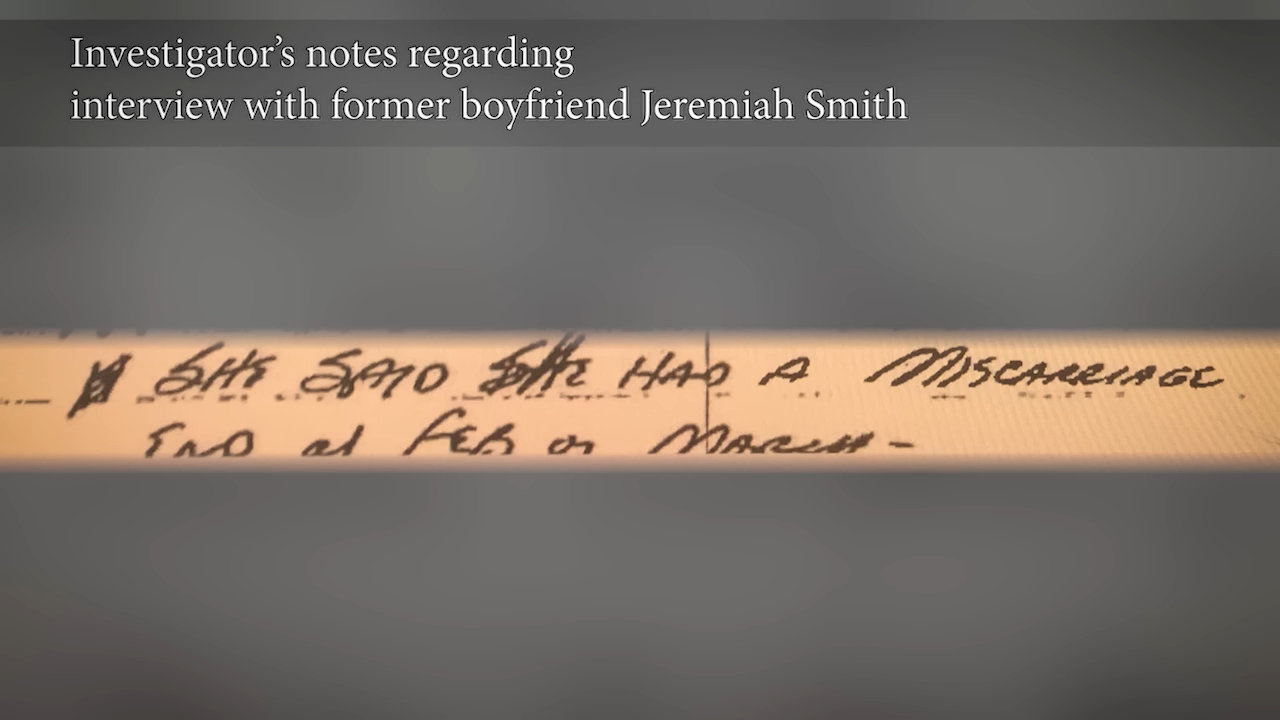 Investigator’s notes regarding
interview with former boyfriend Jeremiah Smith
SHE SAID SHE HAD A MISCARRIAGE
END of FEB or MARCH -